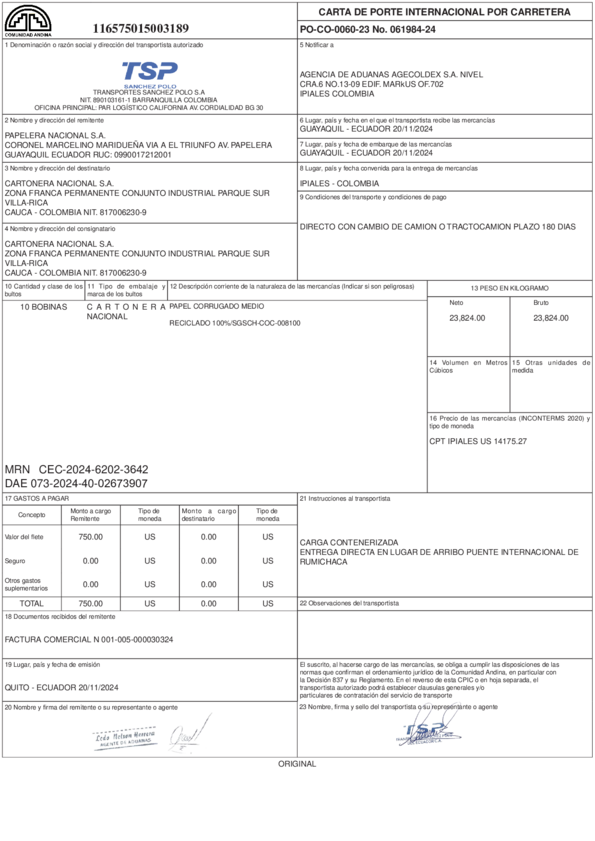 COMUNIDAD ANDINA
116575015003189
CARTA DE PORTE INTERNACIONAL POR CARRETERA
PO-CO-0060-23 No. 061984-24
1 Denominación o razón social y dirección del transportista autorizado
TSP
SANCHEZ POLO
TRANSPORTES SANCHEZ POLO S.A
NIT. 890103161-1 BARRANQUILLA COLOMBIA
OFICINA PRINCIPAL: PAR LOGÍSTICO CALIFORNIA AV.CORDIALIDAD BG 30
5 Notificar a
AGENCIA DE ADUANAS AGECOLDEX S.A. NIVEL
CRA.6 NO.13-09 EDIF. MARkUS OF.702
IPIALES COLOMBIA
2 Nombre y dirección del remitente
PAPELERA NACIONAL S.A.
CORONEL MARCELINO MARIDUEÑA VIA A EL TRIUNFO AV. PAPELERA
GUAYAQUIL ECUADOR RUC: 0990017212001
6 Lugar, país y fecha en el que el transportista recibe las mercancías
GUAYAQUIL - ECUADOR 20/11/2024
7 Lugar, país y fecha de embarque de las mercancías
GUAYAQUIL - ECUADOR 20/11/2024
3 Nombre y dirección del destinatario
CARTONERA NACIONAL S.A.
ZONA FRANCA PERMANENTE CONJUNTO INDUSTRIAL PARQUE SUR
VILLA-RICA
CAUCA - COLOMBIA NIT. 817006230-9
8 Lugar, país y fecha convenida para la entrega de mercancías
IPIALES - COLOMBIA
9 Condiciones del transporte y condiciones de pago
DIRECTO CON CAMBIO DE CAMION O TRACTOCAMION PLAZO 180 DIAS
4 Nombre y dirección del consignatario
CARTONERA NACIONAL S.A.
ZONA FRANCA PERMANENTE CONJUNTO INDUSTRIAL PARQUE SUR
VILLA-RICA
CAUCA - COLOMBIA NIT. 817006230-9
10 Cantidad y clase de los bultos
11 Tipo de embalaje y marca de los bultos
12 Descripción corriente de la naturaleza de las mercancías (Indicar si son peligrosas)
13 PESO EN KILOGRAMO
10 BOBINAS
CARTONERA NACIONAL
PAPEL CORRUGADO MEDIO
RECICLADO 100%/SGSCH-COC-008100
Neto
Bruto
23,824.00
23,824.00
14 Volumen en Metros Cúbicos
15 Otras unidades de medida
16 Precio de las mercancías (INCONTERMS 2020) y tipo de moneda
CPT IPIALES US 14175.27
MRN CEC-2024-6202-3642
DAE 073-2024-40-02673907
17 GASTOS A PAGAR
Concepto
Monto a cargo Remitente
Tipo de moneda
Monto a cargo destinatario
Tipo de moneda
Valor del flete 750.00 US 0.00 US
Seguro 0.00 US 0.00 US
Otros gastos suplementarios 0.00 US 0.00 US
TOTAL 750.00 US 0.00 US
21 Instrucciones al transportista
CARGA CONTENERIZADA
ENTREGA DIRECTA EN LUGAR DE ARRIBO PUENTE INTERNACIONAL DE
RUMICHACA
22 Observaciones del transportista
18 Documentos recibidos del remitente
FACTURA COMERCIAL N 001-005-000030324
19 Lugar, país y fecha de emisión
QUITO - ECUADOR 20/11/2024
El suscrito, al hacerse cargo de las mercancías, se obliga a cumplir las disposiciones de las
normas que confirman el ordenamiento jurídico de la Comunidad Andina, en particular con
la Decisión 837 y su Reglamento. En el reverso de esta CPIC o en hoja separada, el
transportista autorizado podrá establecer clausulas generales y/o
particulares de contratación del servicio de transporte
20 Nombre y firma del remitente o su representante o agente
Nelson Herrera
AGENTE DE ADUANAS
23 Nombre, firma y sello del transportista o su representante o agente
TSP
ORIGINAL